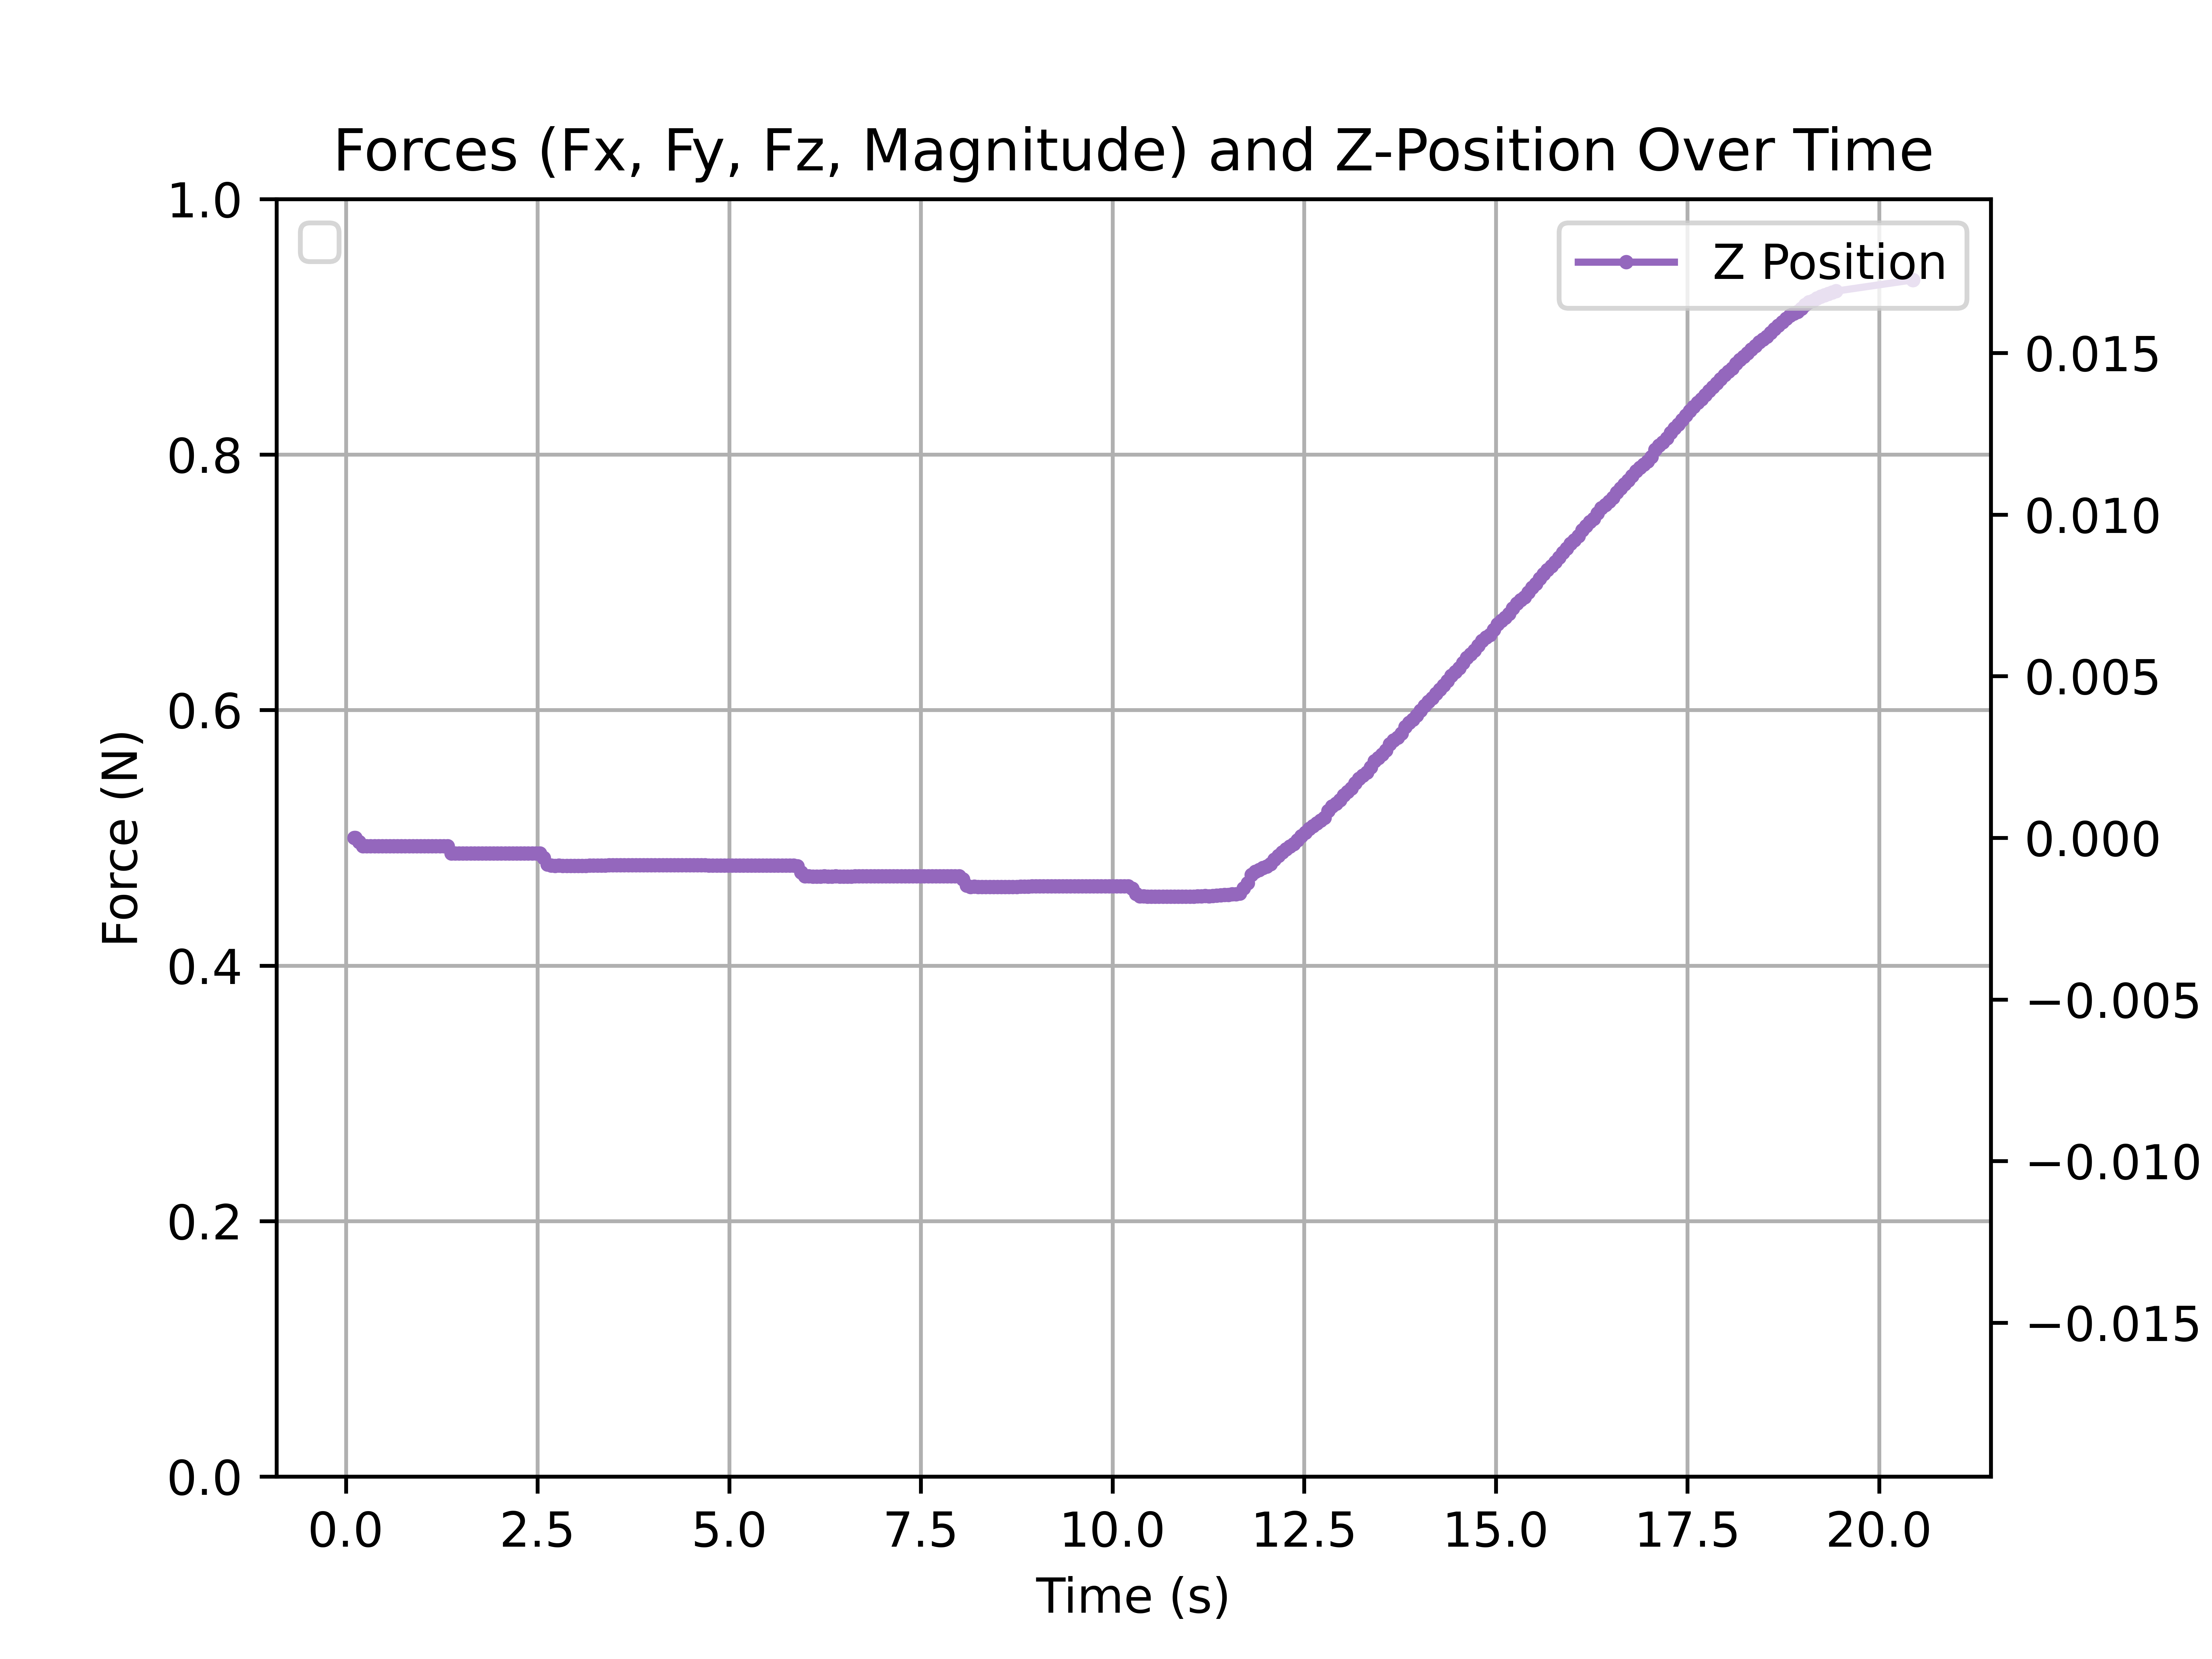 Forces (Fx, Fy, Fz, Magnitude) and Z-Position Over Time
1.0
0.8
0.6
0.4
0.2
0.0
Force (N)
Z Position
0.015
0.010
0.005
0.000
−0.005
−0.010
−0.015
0.0 2.5 5.0 7.5 10.0 12.5 15.0 17.5 20.0
Time (s)